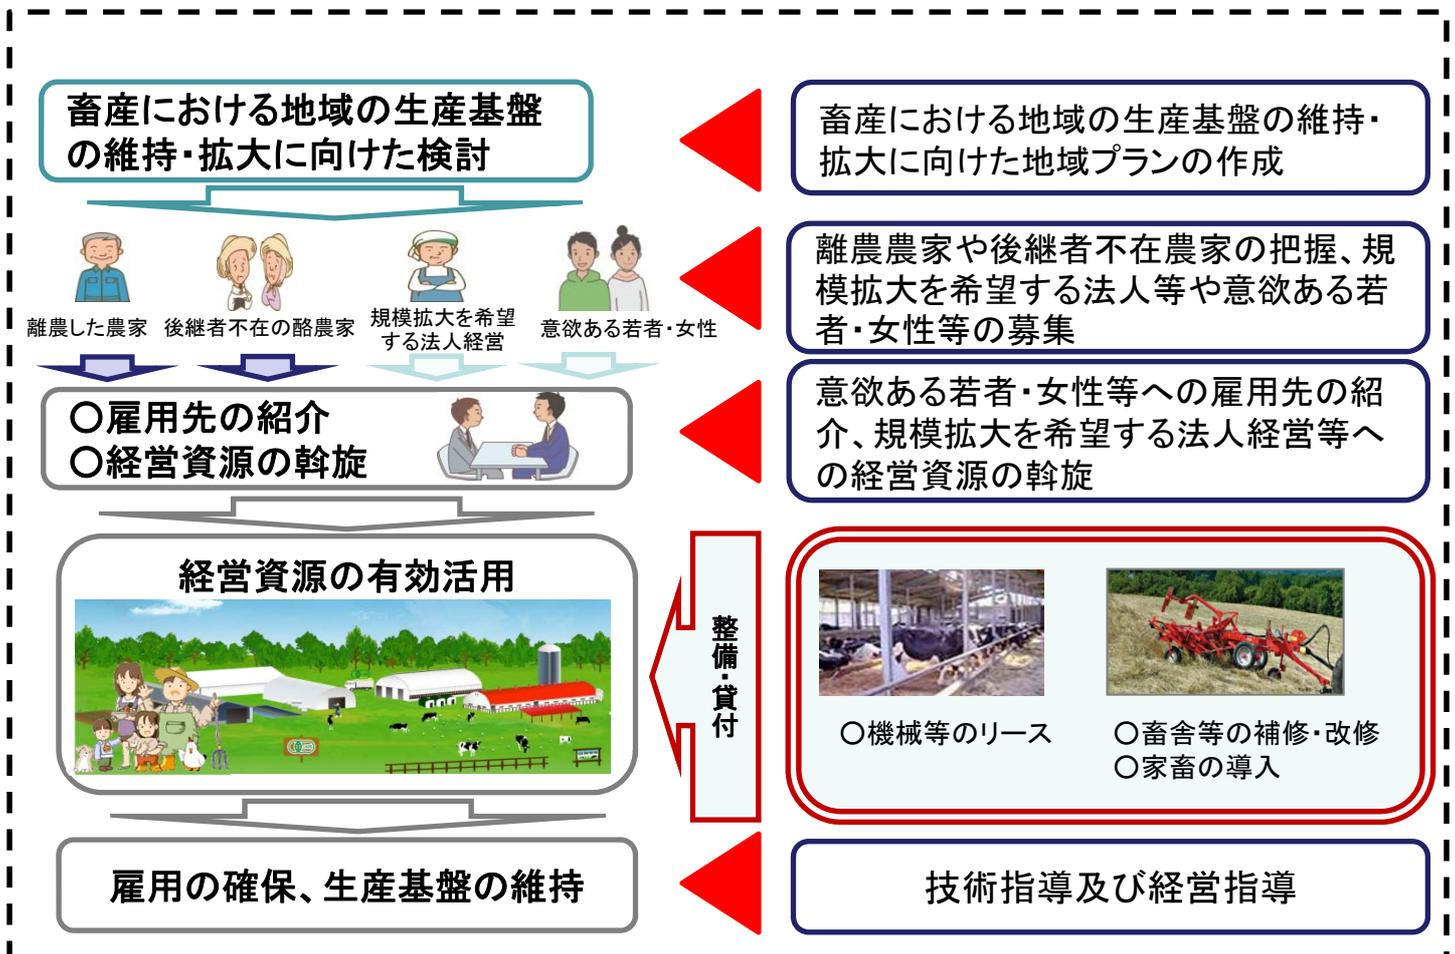 畜産における地域の生産基盤
の維持・拡大に向けた検討
畜産における地域の生産基盤の維持・
拡大に向けた地域プランの作成
離農した農家
後継者不在の酪農家
規模拡大を希望
する法人経営
意欲ある若者・女性
離農農家や後継者不在農家の把握、規
模拡大を希望する法人等や意欲ある若
者・女性等の募集
〇雇用先の紹介
〇経営資源の斡旋
意欲ある若者・女性等への雇用先の紹
介、規模拡大を希望する法人経営等へ
の経営資源の斡旋
経営資源の有効活用
整備・貸付
〇機械等のリース
〇畜舎等の補修・改修
〇家畜の導入
雇用の確保、生産基盤の維持
技術指導及び経営指導